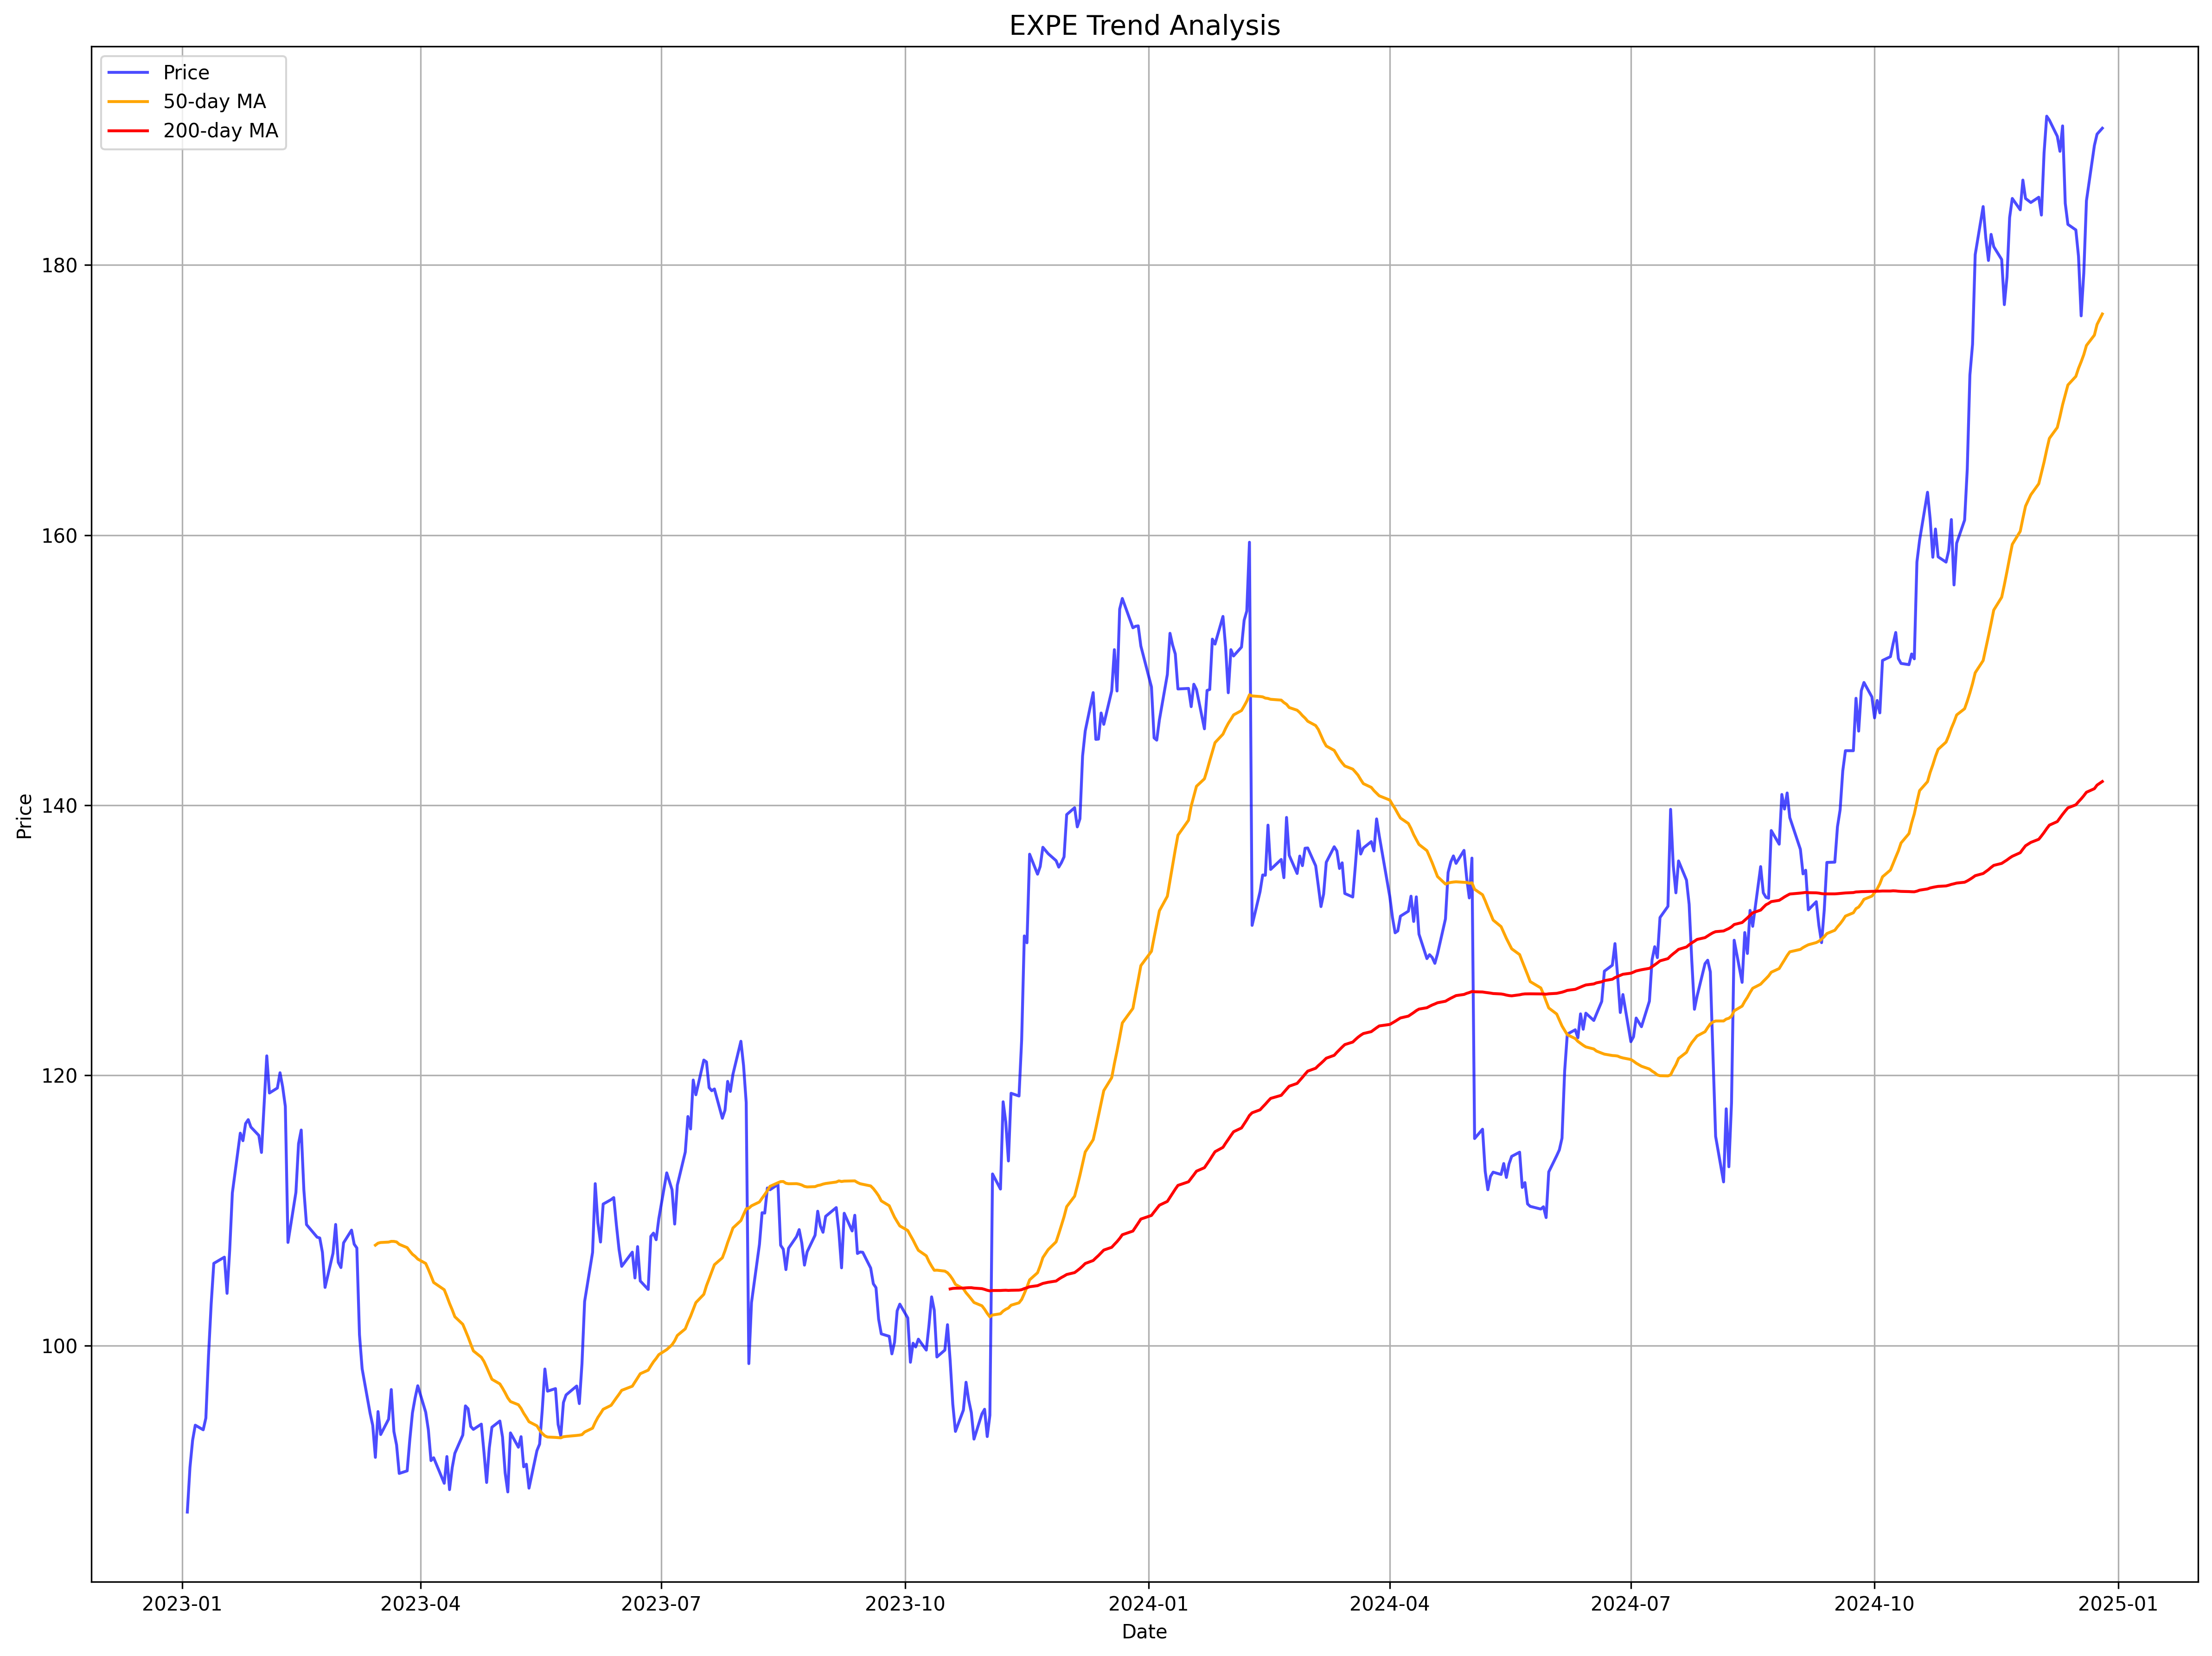 EXPE Trend Analysis
Price
50-day MA
200-day MA
180
160
140
120
100
Price
2023-01
2023-04
2023-07
2023-10
2024-01
2024-04
2024-07
2024-10
2025-01
Date